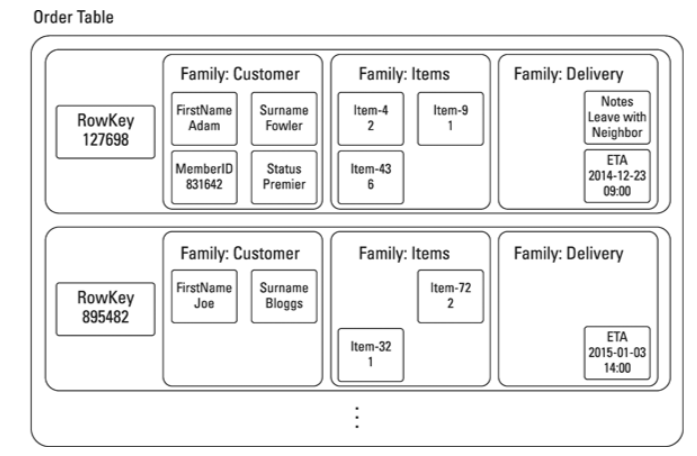 Order Table
RowKey
127698
Family: Customer
FirstName
Adam
Surname
Fowler
MemberID
831642
Status
Premier
Family: Items
Item-4
2
Item-9
1
Item-43
6
Family: Delivery
Notes
Leave with
Neighbor
ETA
2014-12-23
09:00
RowKey
895482
Family: Customer
FirstName
Joe
Surname
Bloggs
Family: Items
Item-72
2
Item-32
1
Family: Delivery
ETA
2015-01-03
14:00